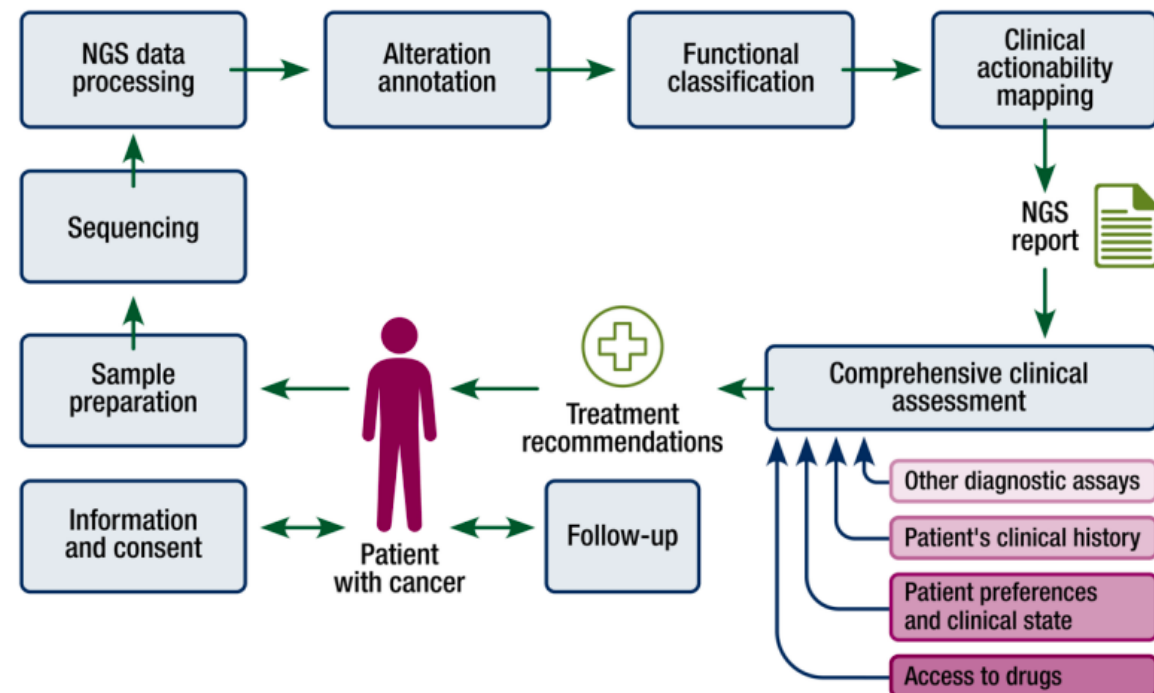 NGS data
processing
Alteration
annotation
Functional
classification
Clinical
actionability
mapping
Sequencing
NGS
report
Sample
preparation
Treatment
recommendations
Comprehensive clinical
assessment
Information
and consent
Patient
with cancer
Follow-up
Other diagnostic assays
Patient's clinical history
Patient preferences
and clinical state
Access to drugs